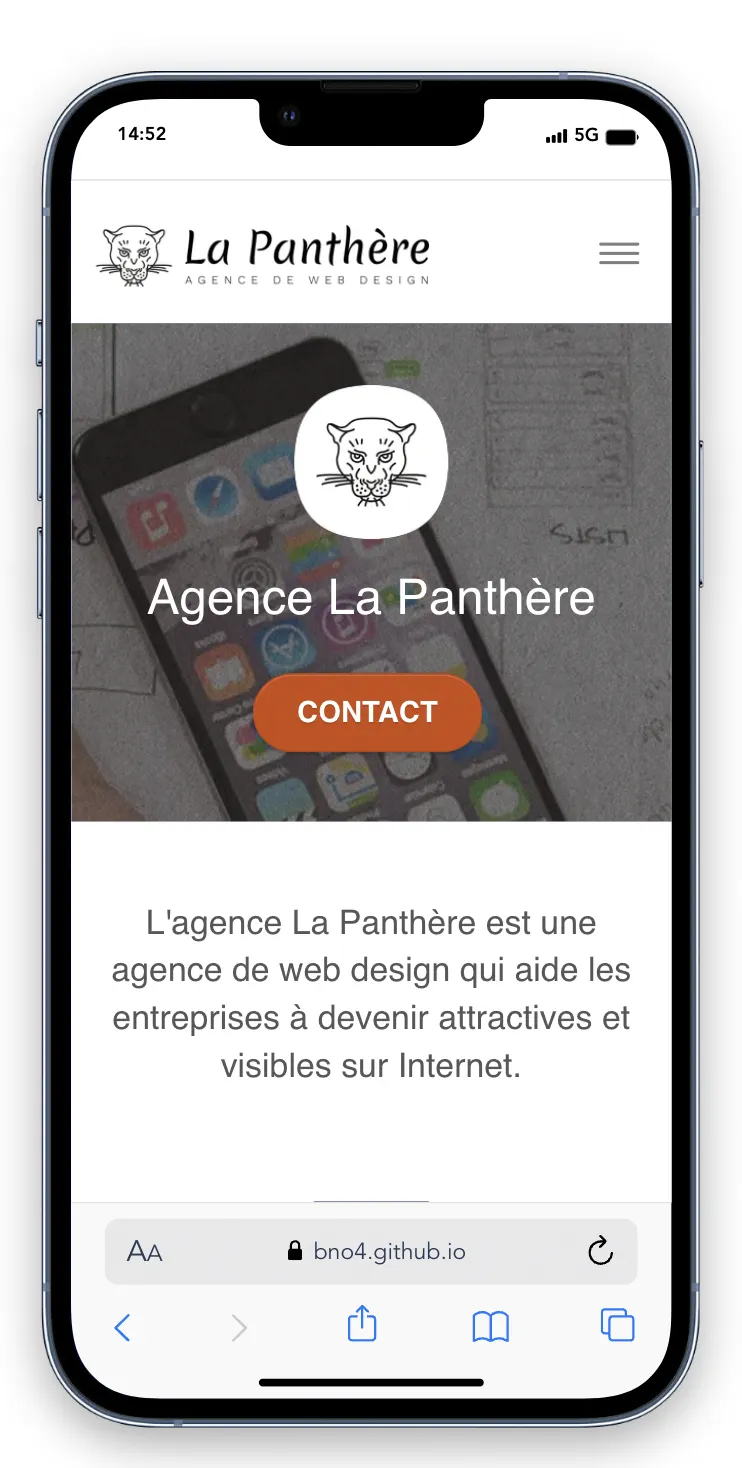 14:52
5G
La Panthère
AGENCE DE WEB DESIGN
Agence La Panthère
CONTACT
L'agence La Panthère est une
agence de web design qui aide les
entreprises à devenir attractives et
visibles sur Internet.
AA
bno4.github.io